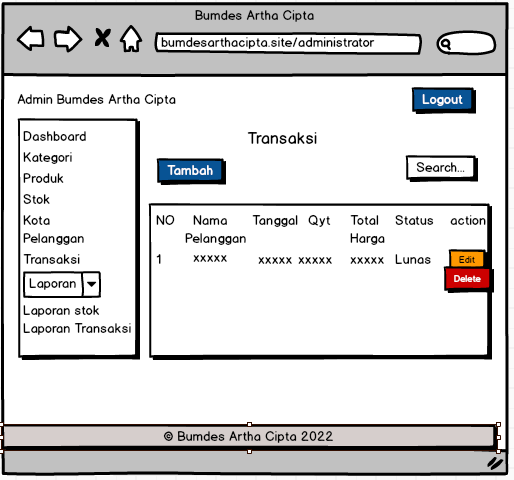 Bumdes Artha Cipta
bumdesarthacipta.site/administrator
Admin Bumdes Artha Cipta
Logout
Dashboard
Kategori
Produk
Stok
Kota
Pelanggan
Transaksi
Laporan
Laporan stok
Laporan Transaksi
Transaksi
Tambah
Search...
NO Nama Pelanggan Tanggal Qyt Total Harga Status action
1 xxxxx xxxxx xxxxx xxxxx Lunas Edit
Delete
© Bumdes Artha Cipta 2022